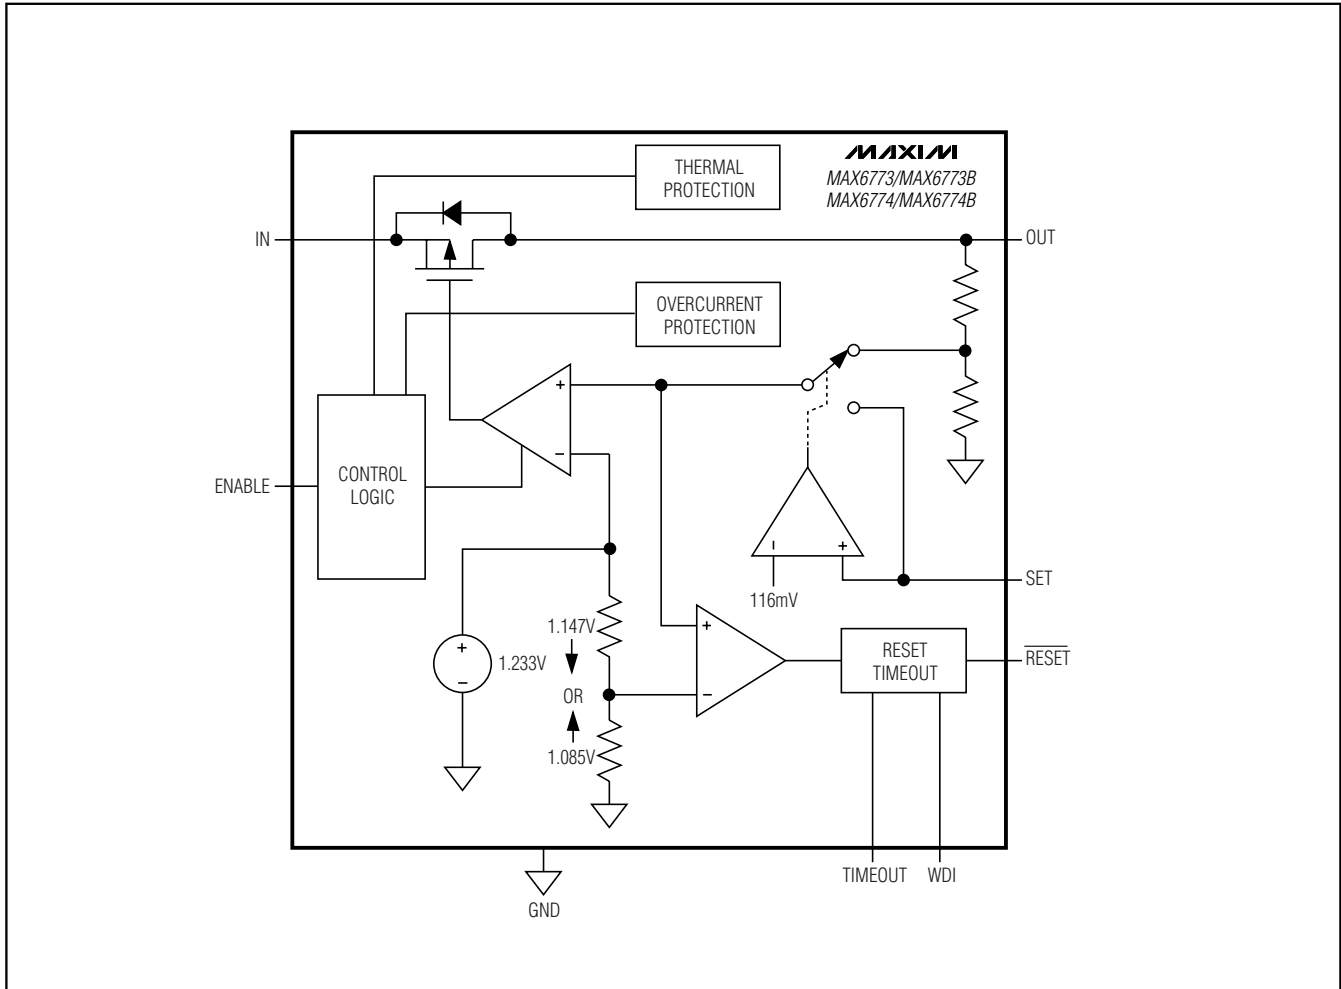 MAXIM
MAX6773/MAX6773B
MAX6774/MAX6774B
THERMAL
PROTECTION
IN
OUT
OVERCURRENT
PROTECTION
+
−
CONTROL
LOGIC
ENABLE
− +
116mV
SET
1.147V
+
RESET
TIMEOUT
RESET
+
−
1.233V
OR
−
1.085V
TIMEOUT WDI
GND